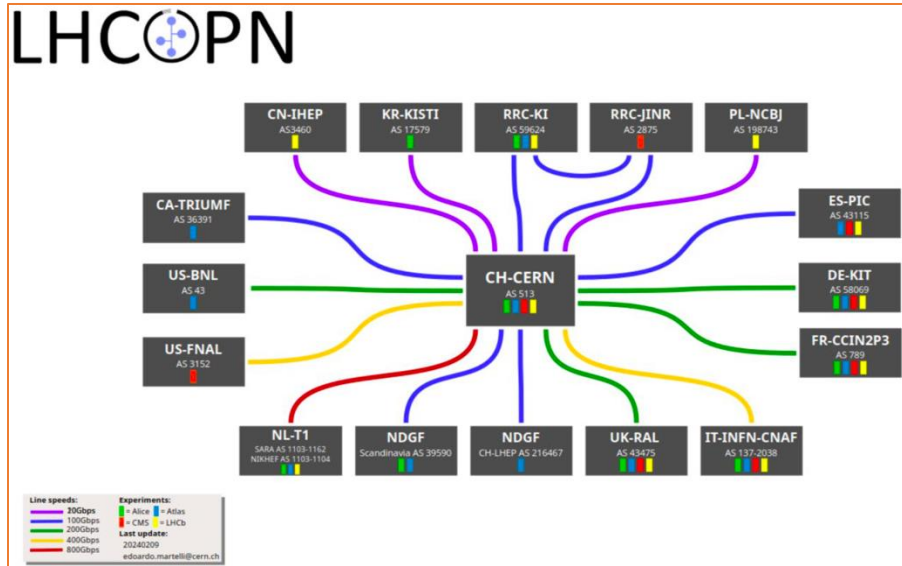 LHCOPN
CN-IHEP
AS3460
KR-KISTI
AS 17579
RRC-KI
AS 59624
RRC-JINR
AS 2875
PL-NCBJ
AS 198743
CA-TRIUMF
AS 36391
ES-PIC
AS 43115
US-BNL
AS 43
CH-CERN
AS 513
DE-KIT
AS 58069
US-FNAL
AS 3152
FR-CCIN2P3
AS 789
NL-T1
SARA AS 1103-1162
NIKHEF AS 1103-1104
NDGF
Scandinavia AS 39590
NDGF
CH-LHEP AS 216467
UK-RAL
AS 43475
IT-INFN-CNAF
AS 137-2038
Line speeds:
20Gbps
100Gbps
200Gbps
400Gbps
800Gbps
Experiments:
= Alice = Atlas
= CMS = LHCb
Last update:
20240209
edoardo.martelli@cern.ch